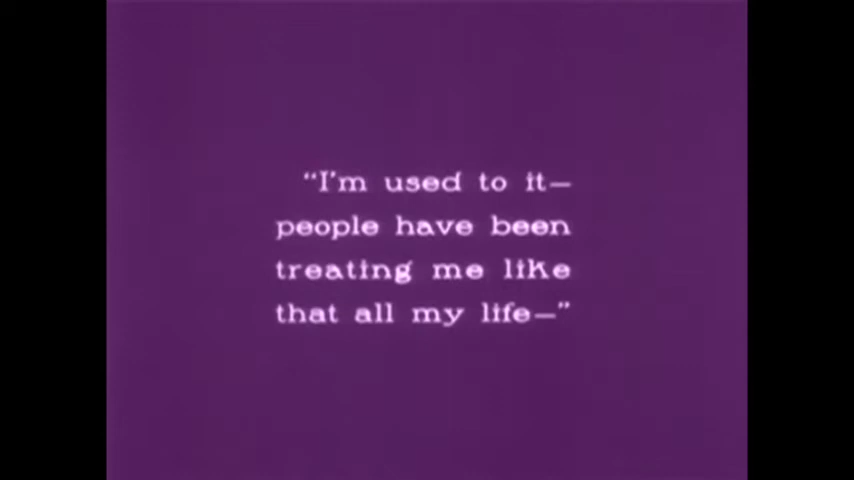 "I'm used to it—
people have been
treating me like
that all my life—"